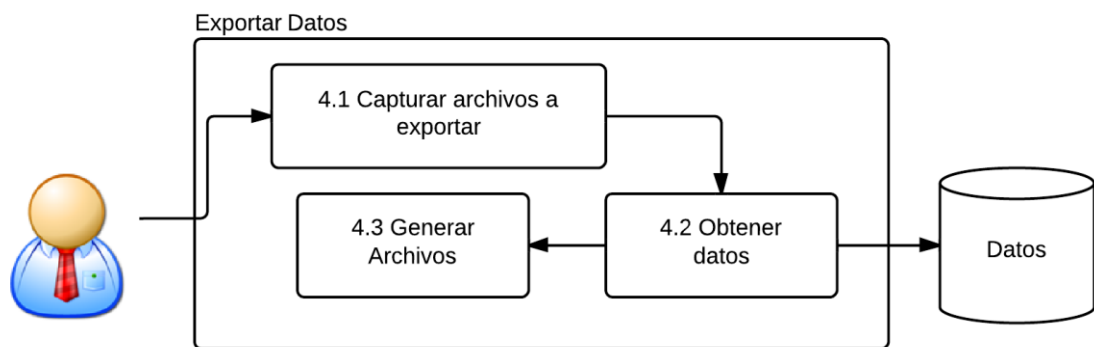 Exportar Datos
4.1 Capturar archivos a
exportar
4.3 Generar
Archivos
4.2 Obtener
datos
Datos